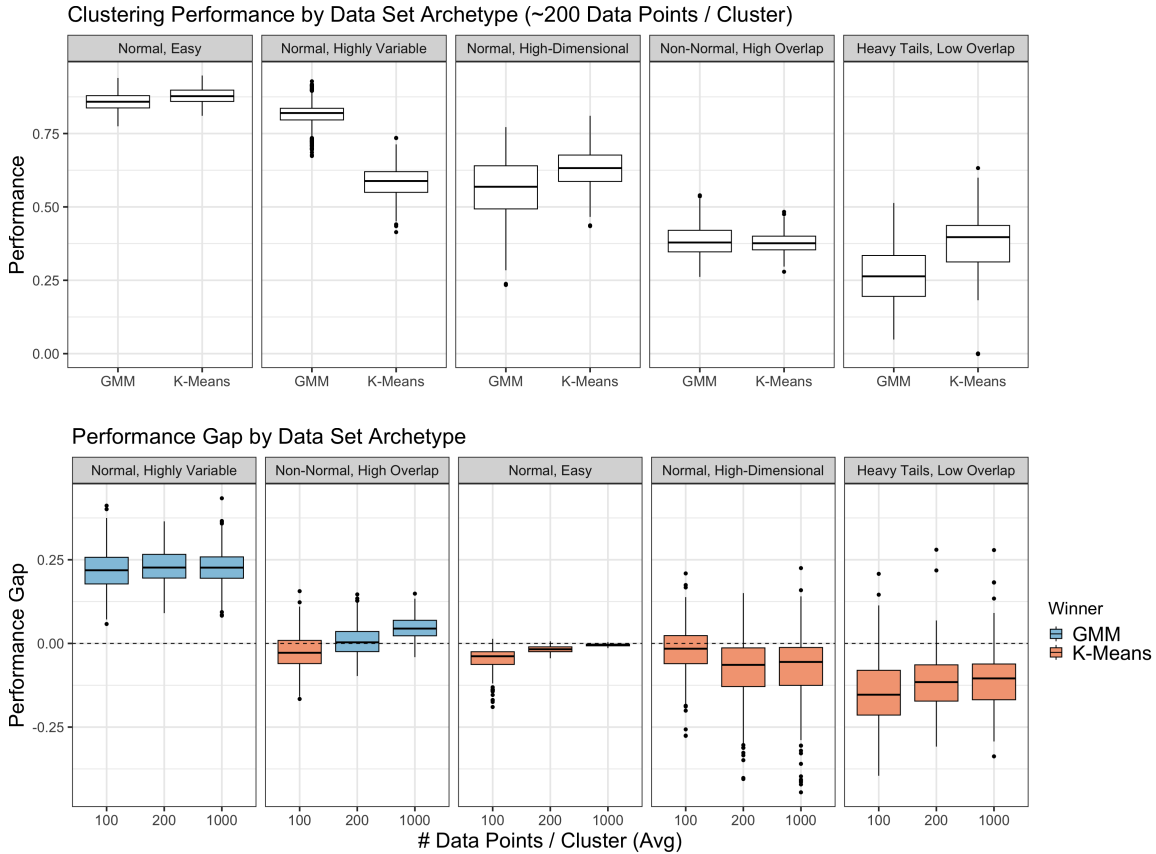 Clustering Performance by Data Set Archetype (~200 Data Points / Cluster)
Normal, Easy
Normal, Highly Variable
Normal, High-Dimensional
Non-Normal, High Overlap
Heavy Tails, Low Overlap
Performance
0.75
0.50
0.25
0.00
GMM K-Means GMM K-Means GMM K-Means GMM K-Means GMM K-Means
Performance Gap by Data Set Archetype
Normal, Highly Variable
Non-Normal, High Overlap
Normal, Easy
Normal, High-Dimensional
Heavy Tails, Low Overlap
Performance Gap
0.25
0.00
-0.25
100 200 1000 100 200 1000 100 200 1000 100 200 1000 100 200 1000
# Data Points / Cluster (Avg)
Winner
GMM
K-Means